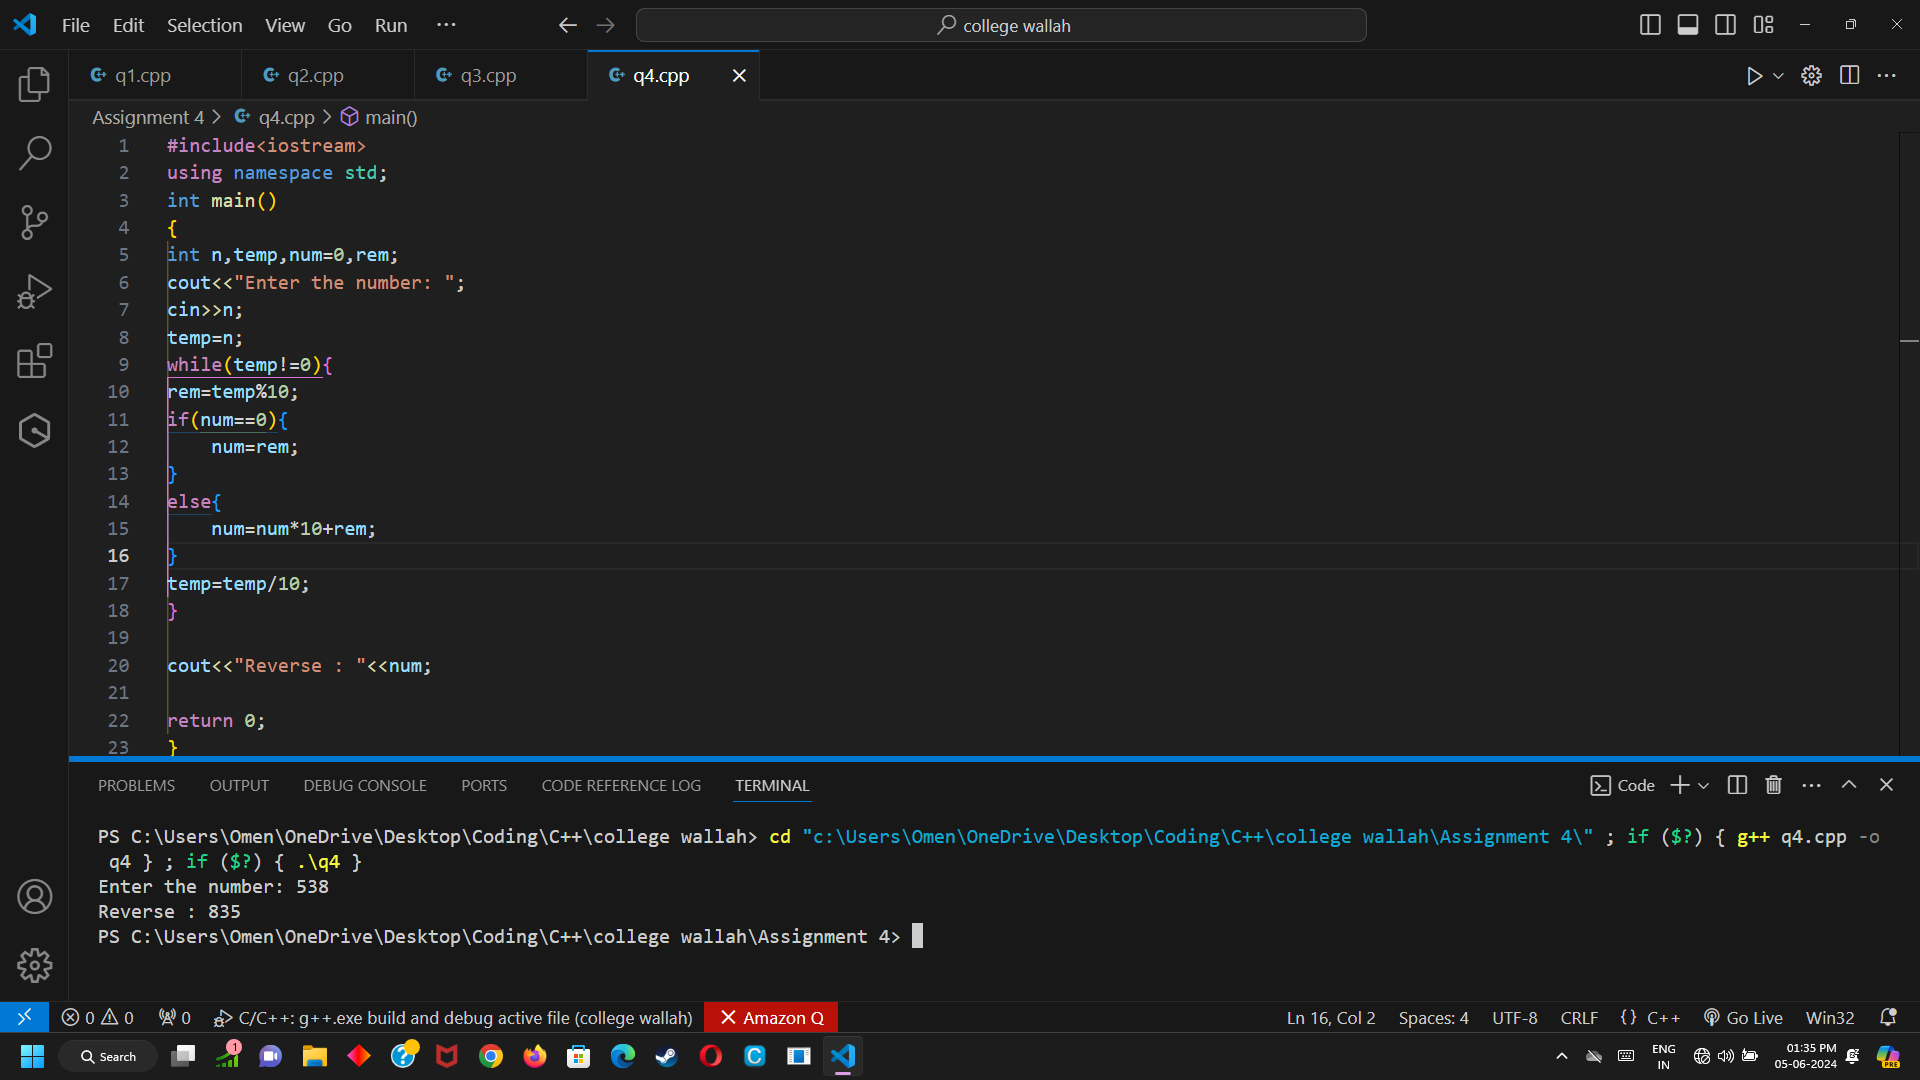 File Edit Selection View Go Run ··· college wallah
q1.cpp q2.cpp q3.cpp q4.cpp
Assignment 4 > q4.cpp > main()
1 #include<iostream>
2 using namespace std;
3 int main()
4 {
5 int n,temp,num=0,rem;
6 cout<<"Enter the number: ";
7 cin>>n;
8 temp=n;
9 while(temp!=0){
10 rem=temp%10;
11 if(num==0){
12     num=rem;
13 }
14 else{
15     num=num*10+rem;
16 }
17 temp=temp/10;
18 }
19
20 cout<<"Reverse : "<<num;
21
22 return 0;
23 }
PROBLEMS OUTPUT DEBUG CONSOLE PORTS CODE REFERENCE LOG TERMINAL Code
PS C:\Users\Omen\OneDrive\Desktop\Coding\C++\college wallah> cd "c:\Users\Omen\OneDrive\Desktop\Coding\C++\college wallah\Assignment 4\" ; if ($?) { g++ q4.cpp -o
q4 } ; if ($?) { .\q4 }
Enter the number: 538
Reverse : 835
PS C:\Users\Omen\OneDrive\Desktop\Coding\C++\college wallah\Assignment 4>
0 0 0 C/C++: g++.exe build and debug active file (college wallah) Amazon Q Ln 16, Col 2 Spaces: 4 UTF-8 CRLF {} C++ Go Live Win32
Search 1 ENG IN 01:35 PM 05-06-2024 PRE